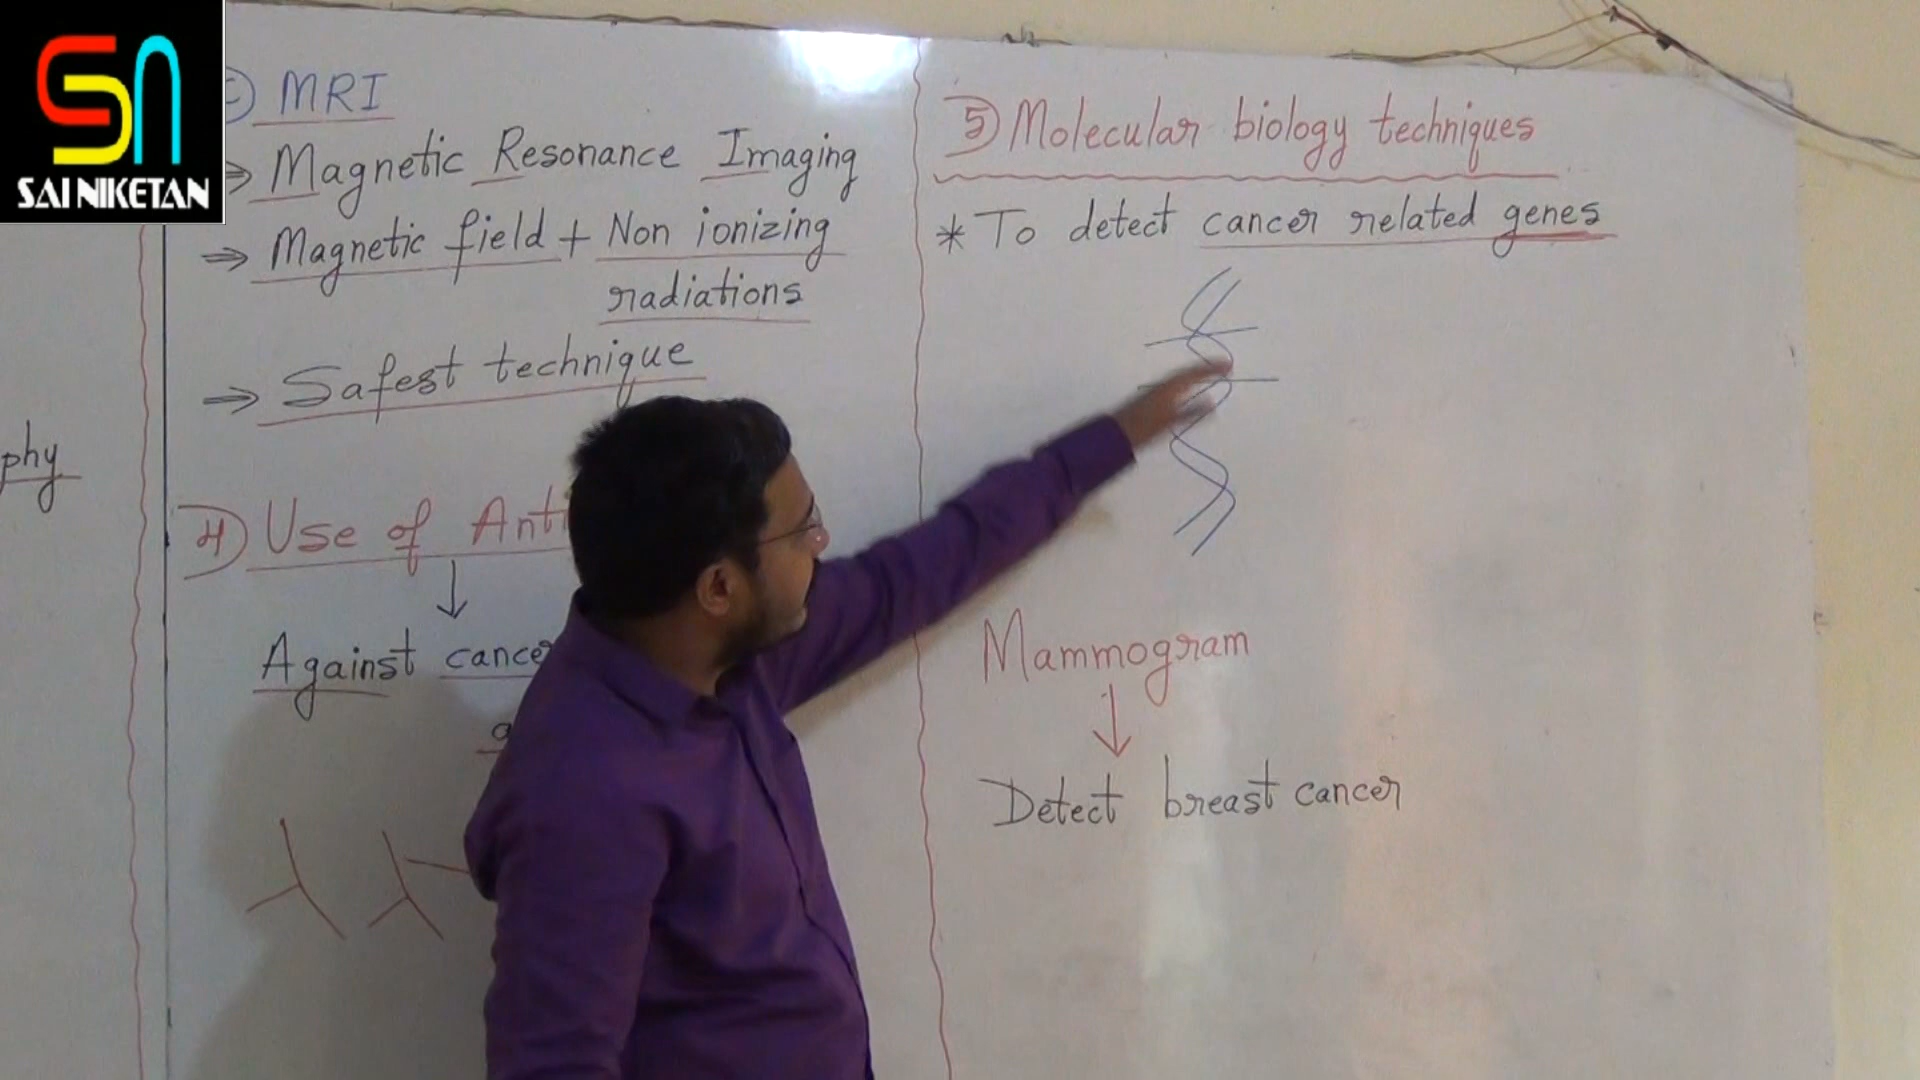 SAI NIKETAN
phy
c) MRI
⇒ Magnetic Resonance Imaging
⇒ Magnetic field + Non ionizing
radiations
⇒ Safest technique
4) Use of Anti
↓
Against cancer
5) Molecular biology techniques
* To detect cancer related genes
Mammogram
↓
Detect breast cancer